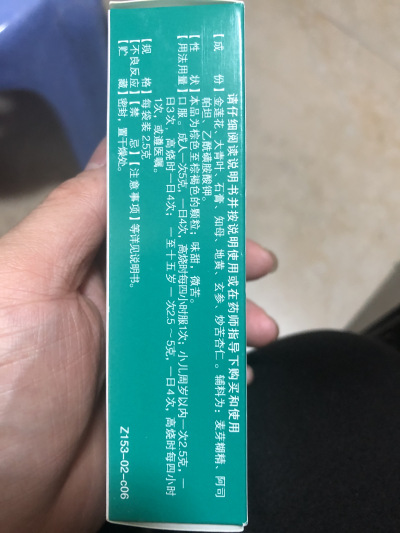 请仔细阅读说明书并按说明使用或在药师指导下购买和使用
【成　份】金莲花、大青叶、石膏、知母、地黄、玄参、炒苦杏仁。辅料为：麦芽糊精、阿司
帕坦、乙酰磺胺酸钾。
【性　状】本品为棕色至棕褐色的颗粒；味甜，微苦。
【用法用量】口服。成人一次5克，一日4次，高烧时每四小时服1次；小儿周岁以内一次2.5克，一
日3次，高烧时一日4次；一至十五岁一次2.5～5克，一日4次，高烧时每四小时
1次，或遵医嘱。
【规　格】每袋装2.5克
【不良反应】【禁　忌】【注意事项】等详见说明书。
【贮　藏】密封，置干燥处。
Z153-02-c06